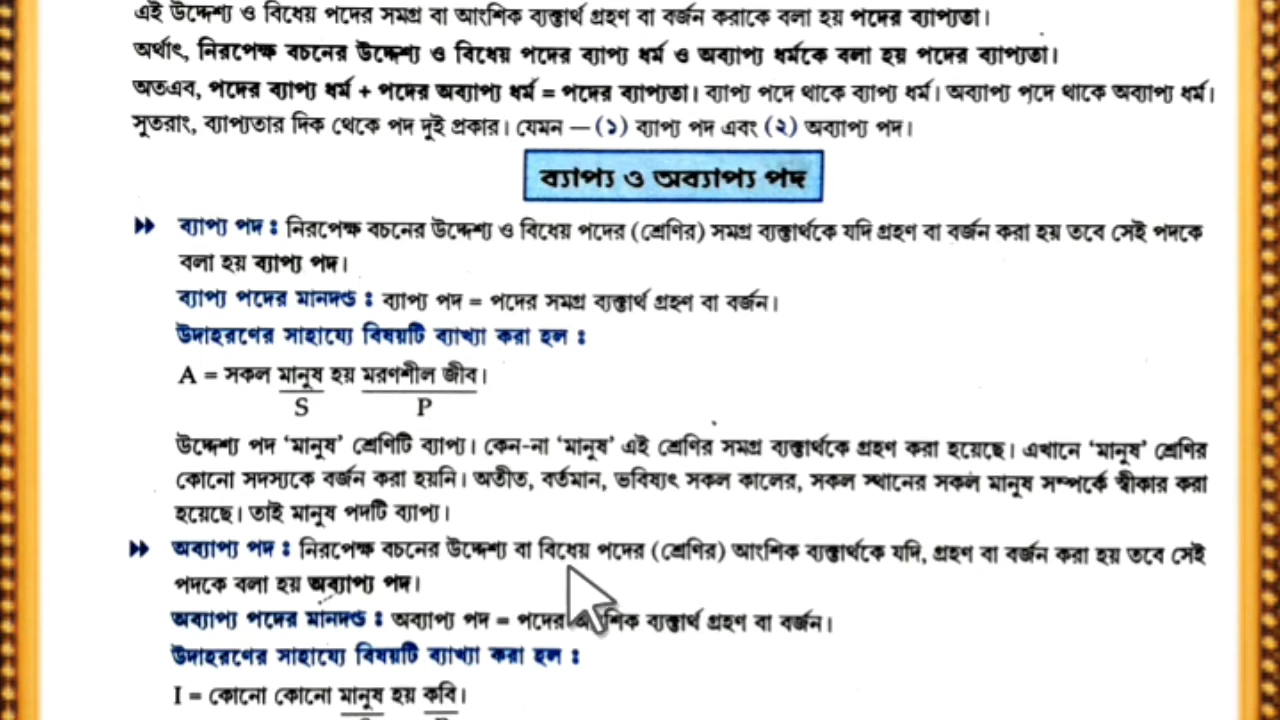 এই উদ্দেশ্য ও বিধেয় পদের সমগ্র বা আংশিক ব্যক্ত্যর্থ গ্রহণ বা বর্জন করাকে বলা হয় পদের ব্যাপ্যতা।
অর্থাৎ, নিরপেক্ষ বচনের উদ্দেশ্য ও বিধেয় পদের ব্যাপ্য ধর্ম ও অব্যাপ্য ধর্মকে বলা হয় পদের ব্যাপ্যতা।
অতএব, পদের ব্যাপ্য ধর্ম + পদের অব্যাপ্য ধর্ম = পদের ব্যাপ্যতা। ব্যাপ্য পদে থাকে ব্যাপ্য ধর্ম। অব্যাপ্য পদে থাকে অব্যাপ্য ধর্ম।
সুতরাং, ব্যাপ্যতার দিক থেকে পদ দুই প্রকার। যেমন — (১) ব্যাপ্য পদ এবং (২) অব্যাপ্য পদ।
ব্যাপ্য ও অব্যাপ্য পদ
ব্যাপ্য পদ : নিরপেক্ষ বচনের উদ্দেশ্য ও বিধেয় পদের (শ্রেণির) সমগ্র ব্যক্ত্যর্থকে যদি গ্রহণ বা বর্জন করা হয় তবে সেই পদকে
বলা হয় ব্যাপ্য পদ।
ব্যাপ্য পদের মানদণ্ড : ব্যাপ্য পদ = পদের সমগ্র ব্যক্ত্যর্থ গ্রহণ বা বর্জন।
উদাহরণের সাহায্যে বিষয়টি ব্যাখ্যা করা হল :
A = সকল মানুষ হয় মরণশীল জীব।
S P
উদ্দেশ্য পদ ‘মানুষ’ শ্রেণিটি ব্যাপ্য। কেন-না ‘মানুষ’ এই শ্রেণির সমগ্র ব্যক্ত্যর্থকে গ্রহণ করা হয়েছে। এখানে ‘মানুষ’ শ্রেণির
কোনো সদস্যকে বর্জন করা হয়নি। অতীত, বর্তমান, ভবিষ্যৎ সকল কালের, সকল স্থানের সকল মানুষ সম্পর্কে স্বীকার করা
হয়েছে। তাই মানুষ পদটি ব্যাপ্য।
অব্যাপ্য পদ : নিরপেক্ষ বচনের উদ্দেশ্য বা বিধেয় পদের (শ্রেণির) আংশিক ব্যক্ত্যর্থকে যদি, গ্রহণ বা বর্জন করা হয় তবে সেই
পদকে বলা হয় অব্যাপ্য পদ।
অব্যাপ্য পদের মানদণ্ড : অব্যাপ্য পদ = পদের আংশিক ব্যক্ত্যর্থ গ্রহণ বা বর্জন।
উদাহরণের সাহায্যে বিষয়টি ব্যাখ্যা করা হল :
I = কোনো কোনো মানুষ হয় কবি।